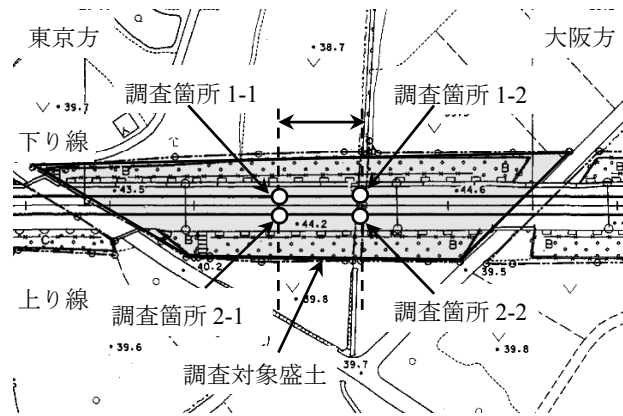 東京方
大阪方
38.7
39.7
調査箇所 1-1
調査箇所 1-2
下り線
B
B
B
43.5
44.6
44.2
C
B
B
40.2
39.5
上り線
39.8
調査箇所 2-1
調査箇所 2-2
39.6
調査対象盛土
39.7
39.8